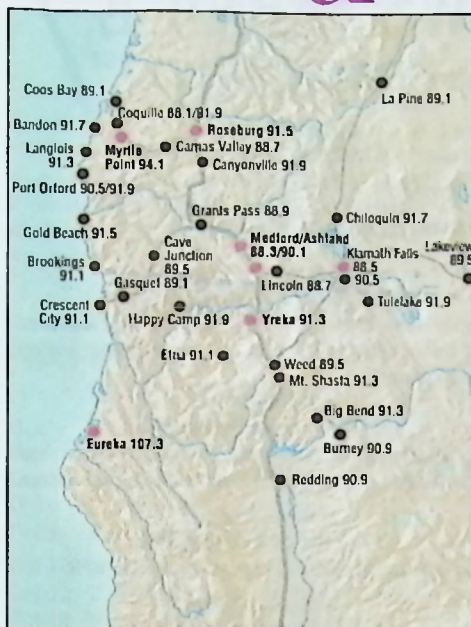 Coos Bay 89.1
La Pine 89.1
Coquille 88.1/91.9
Bandon 91.7
Roseburg 91.5
Langlois
91.3
Myrtle
Point 94.1
Camas Valley 88.7
Canyonville 91.9
Port Orford 90.5/91.9
Grants Pass 88.9
Chiloquin 91.7
Gold Beach 91.5
Cave
Junction
89.5
Medford/Ashland
88.3/90.1
Klamath Falls
88.5
90.5
Lakeview
89.5
Brookings
91.1
Gasquet 89.1
Lincoln 88.7
Crescent
City 91.1
Happy Camp 91.9
Yreka 91.3
Tulelake 91.9
Etna 91.1
Weed 89.5
Mt. Shasta 91.3
Big Bend 91.3
Eureka 107.3
Burney 90.9
Redding 90.9